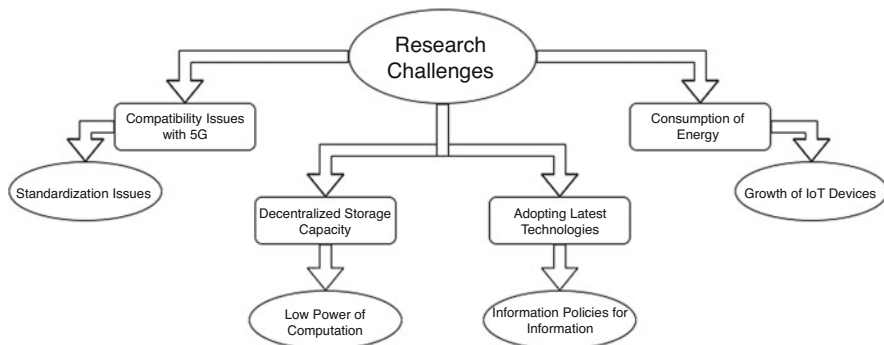 Research
Challenges
Compatibility Issues
with 5G
Consumption of
Energy
Standardization Issues
Growth of IoT Devices
Decentralized Storage
Capacity
Adopting Latest
Technologies
Low Power of
Computation
Information Policies for
Information